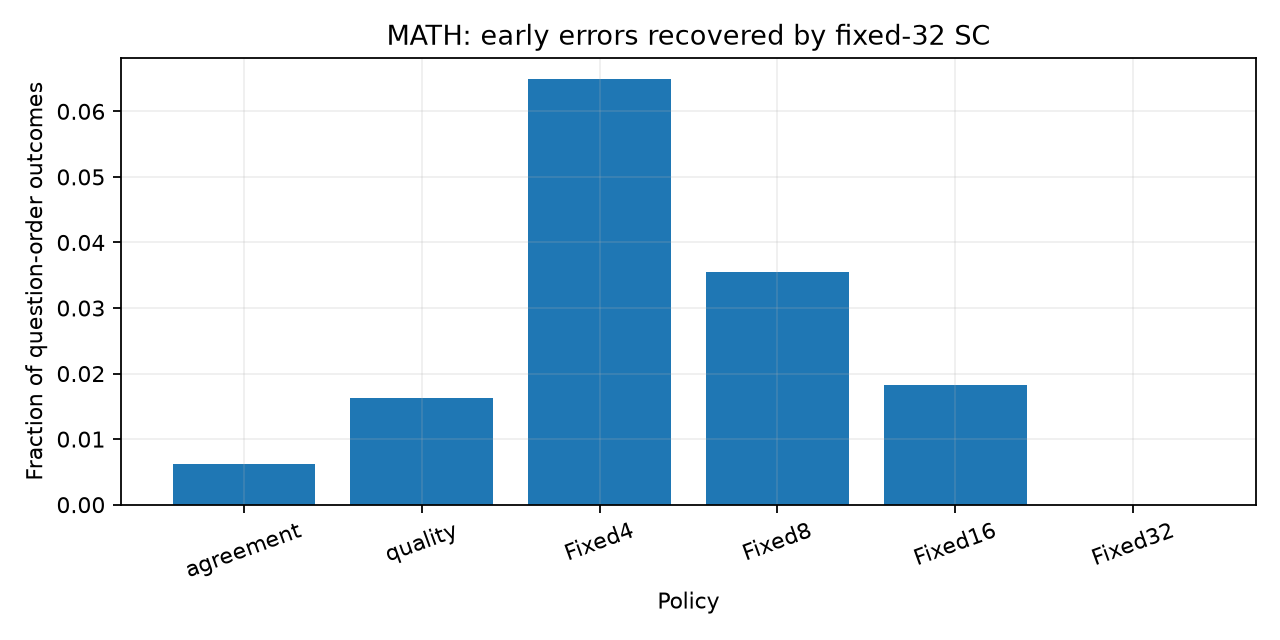 MATH: early errors recovered by fixed-32 SC
Fraction of question-order outcomes
0.06
0.05
0.04
0.03
0.02
0.01
0.00
agreement
quality
Fixed4
Fixed8
Fixed16
Fixed32
Policy